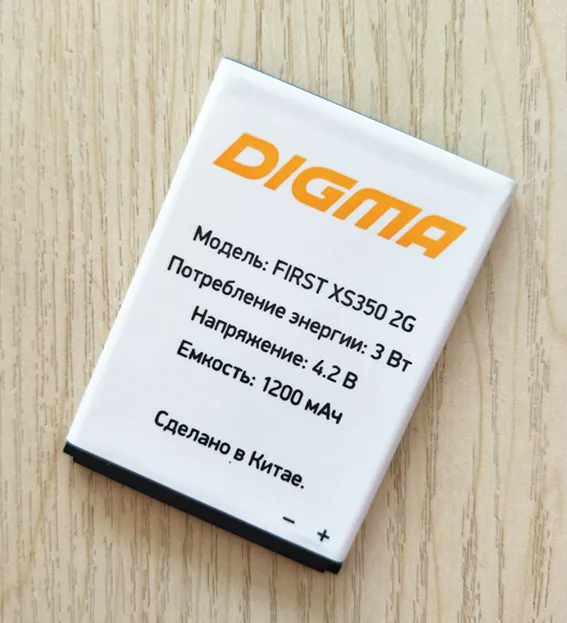 DIGMA
Модель: FIRST XS350 2G
Потребление энергии: 3 Вт
Напряжение: 4.2 В
Емкость: 1200 мАч
Сделано в Китае.
− +